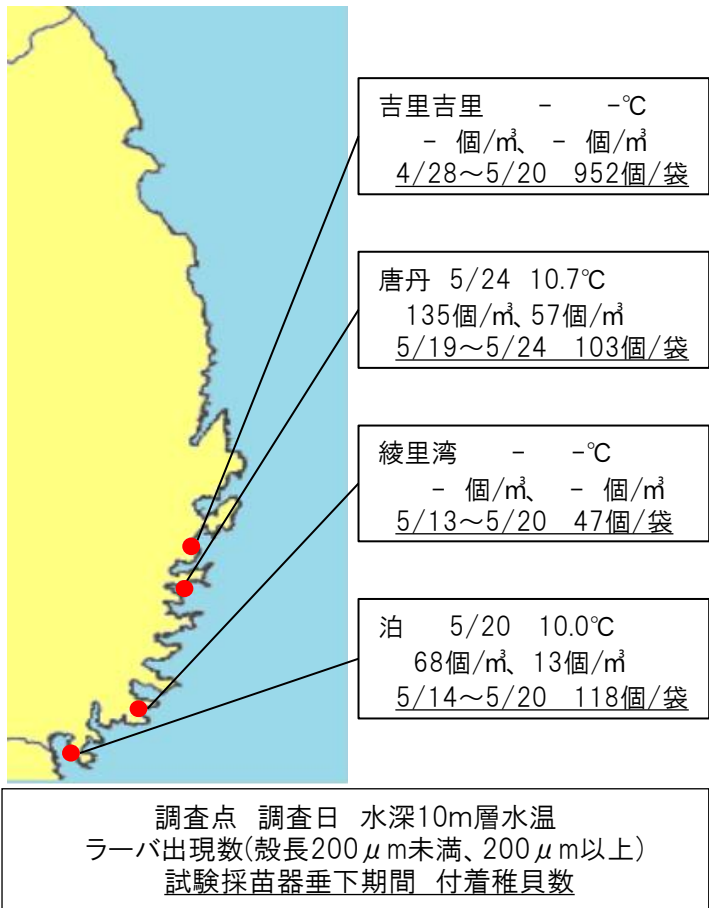 吉里吉里　　-　　-℃
- 個/㎥、 - 個/㎥
4/28～5/20　952個/袋
唐丹 5/24 10.7℃
135個/㎥、57個/㎥
5/19～5/24　103個/袋
綾里湾　　-　　-℃
- 個/㎥、 - 個/㎥
5/13～5/20　47個/袋
泊　　5/20　10.0℃
68個/㎥、13個/㎥
5/14～5/20　118個/袋
調査点 調査日 水深10m層水温
ラーバ出現数(殻長200μm未満、200μm以上)
試験採苗器垂下期間 付着稚貝数